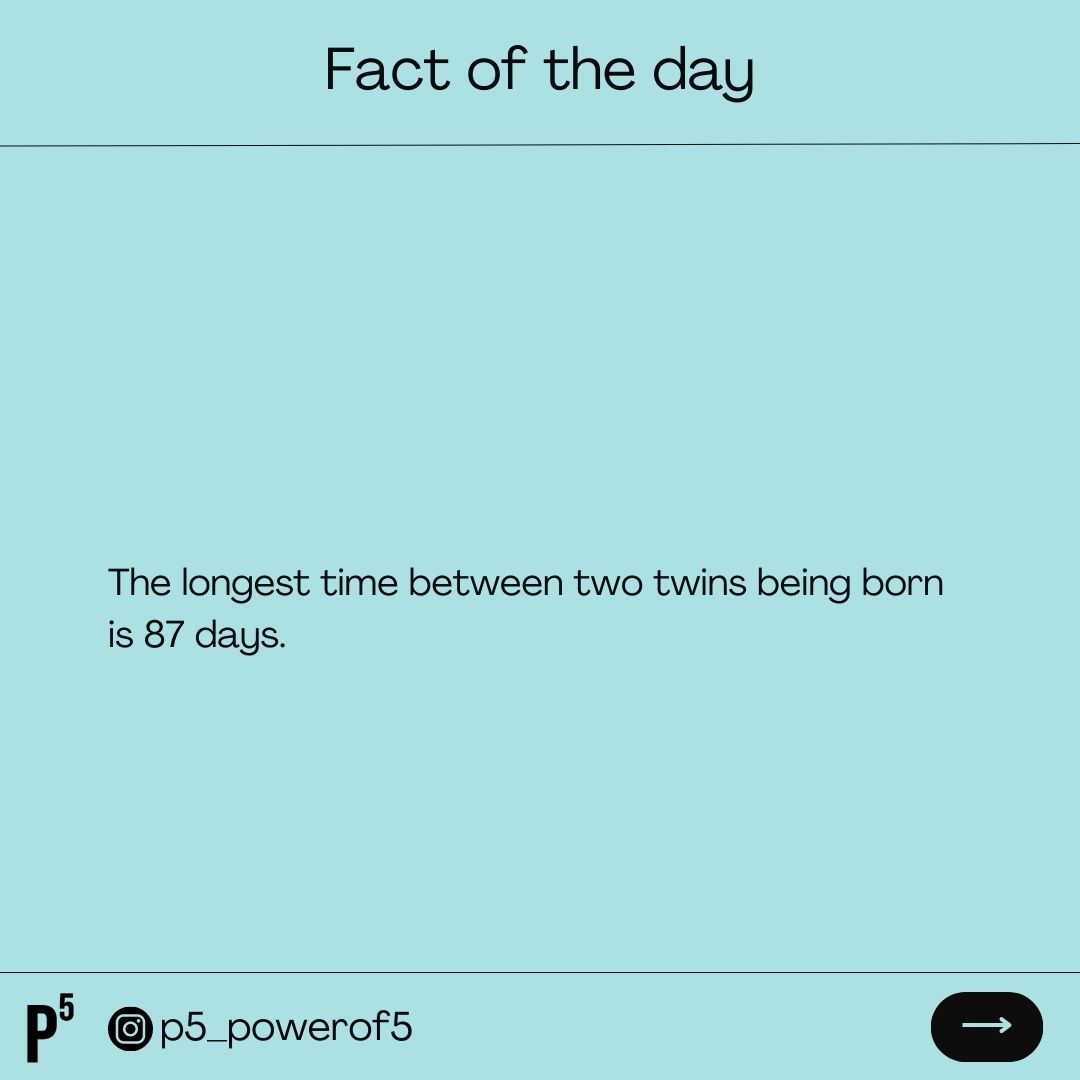 Fact of the day
The longest time between two twins being born
is 87 days.
P⁵ p5_powerof5